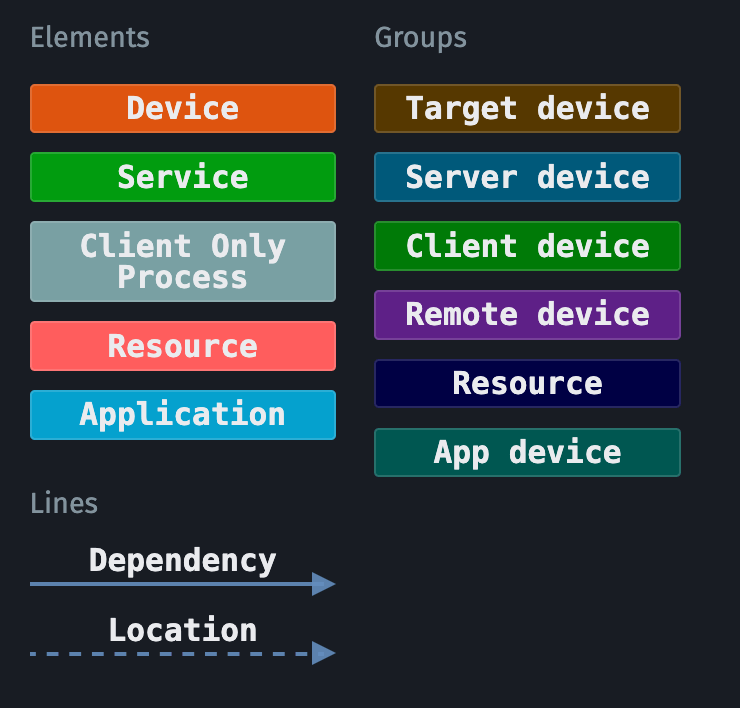 Elements
Device
Service
Client Only
Process
Resource
Application
Groups
Target device
Server device
Client device
Remote device
Resource
App device
Lines
Dependency
Location